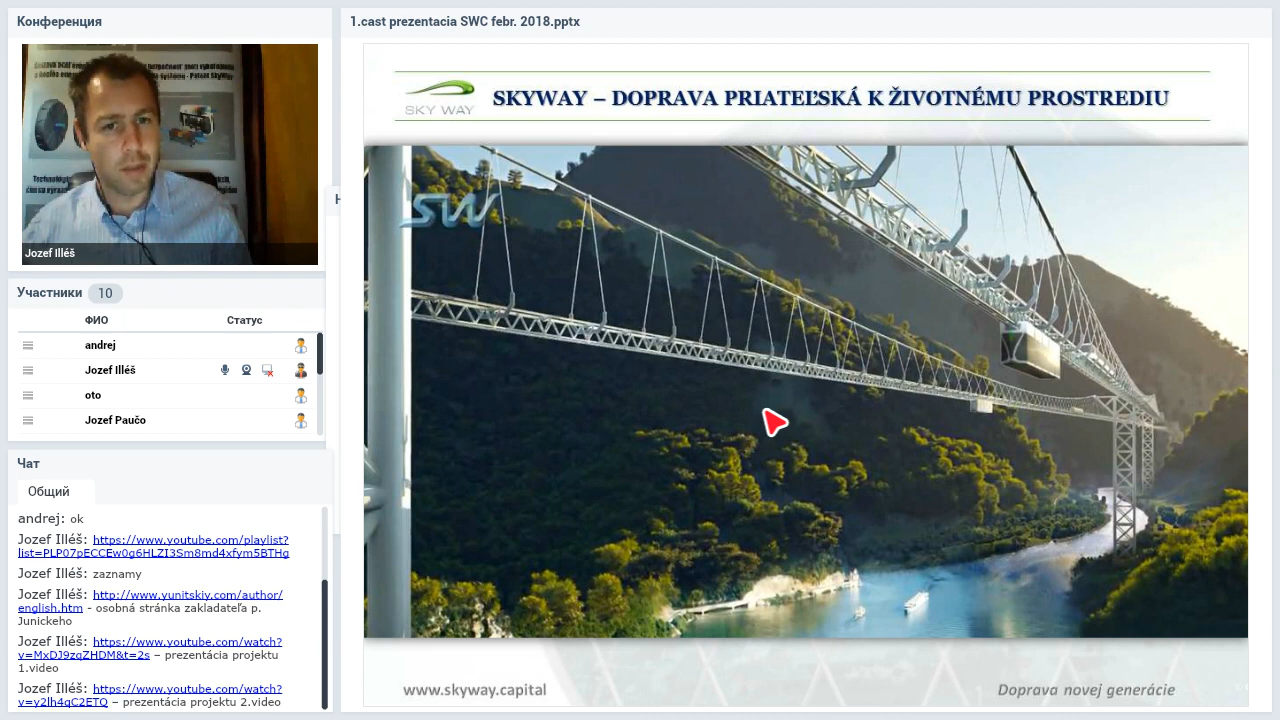 Конференция
Jozef Illéš
Участники 10
ФИО Статус
andrej
Jozef Illéš
oto
Jozef Paučo
Чат
Общий
andrej: ok
Jozef Illéš: https://www.youtube.com/playlist?
list=PLP07pECCEw0g6HLZI3Sm8md4xfym5BTHg
Jozef Illéš: zaznamy
Jozef Illéš: http://www.yunitskiy.com/author/
english.htm - osobná stránka zakladateľa p.
Junickeho
Jozef Illéš: https://www.youtube.com/watch?
v=MxDJ9zqZHDM&t=2s – prezentácia projektu
1.video
Jozef Illéš: https://www.youtube.com/watch?
v=y2lh4qC2ETQ – prezentácia projektu 2.video
1.cast prezentacia SWC febr. 2018.pptx
SKY WAY
SKYWAY – DOPRAVA PRIATEĽSKÁ K ŽIVOTNÉMU PROSTREDIU
SW
www.skyway.capital
Doprava novej generácie